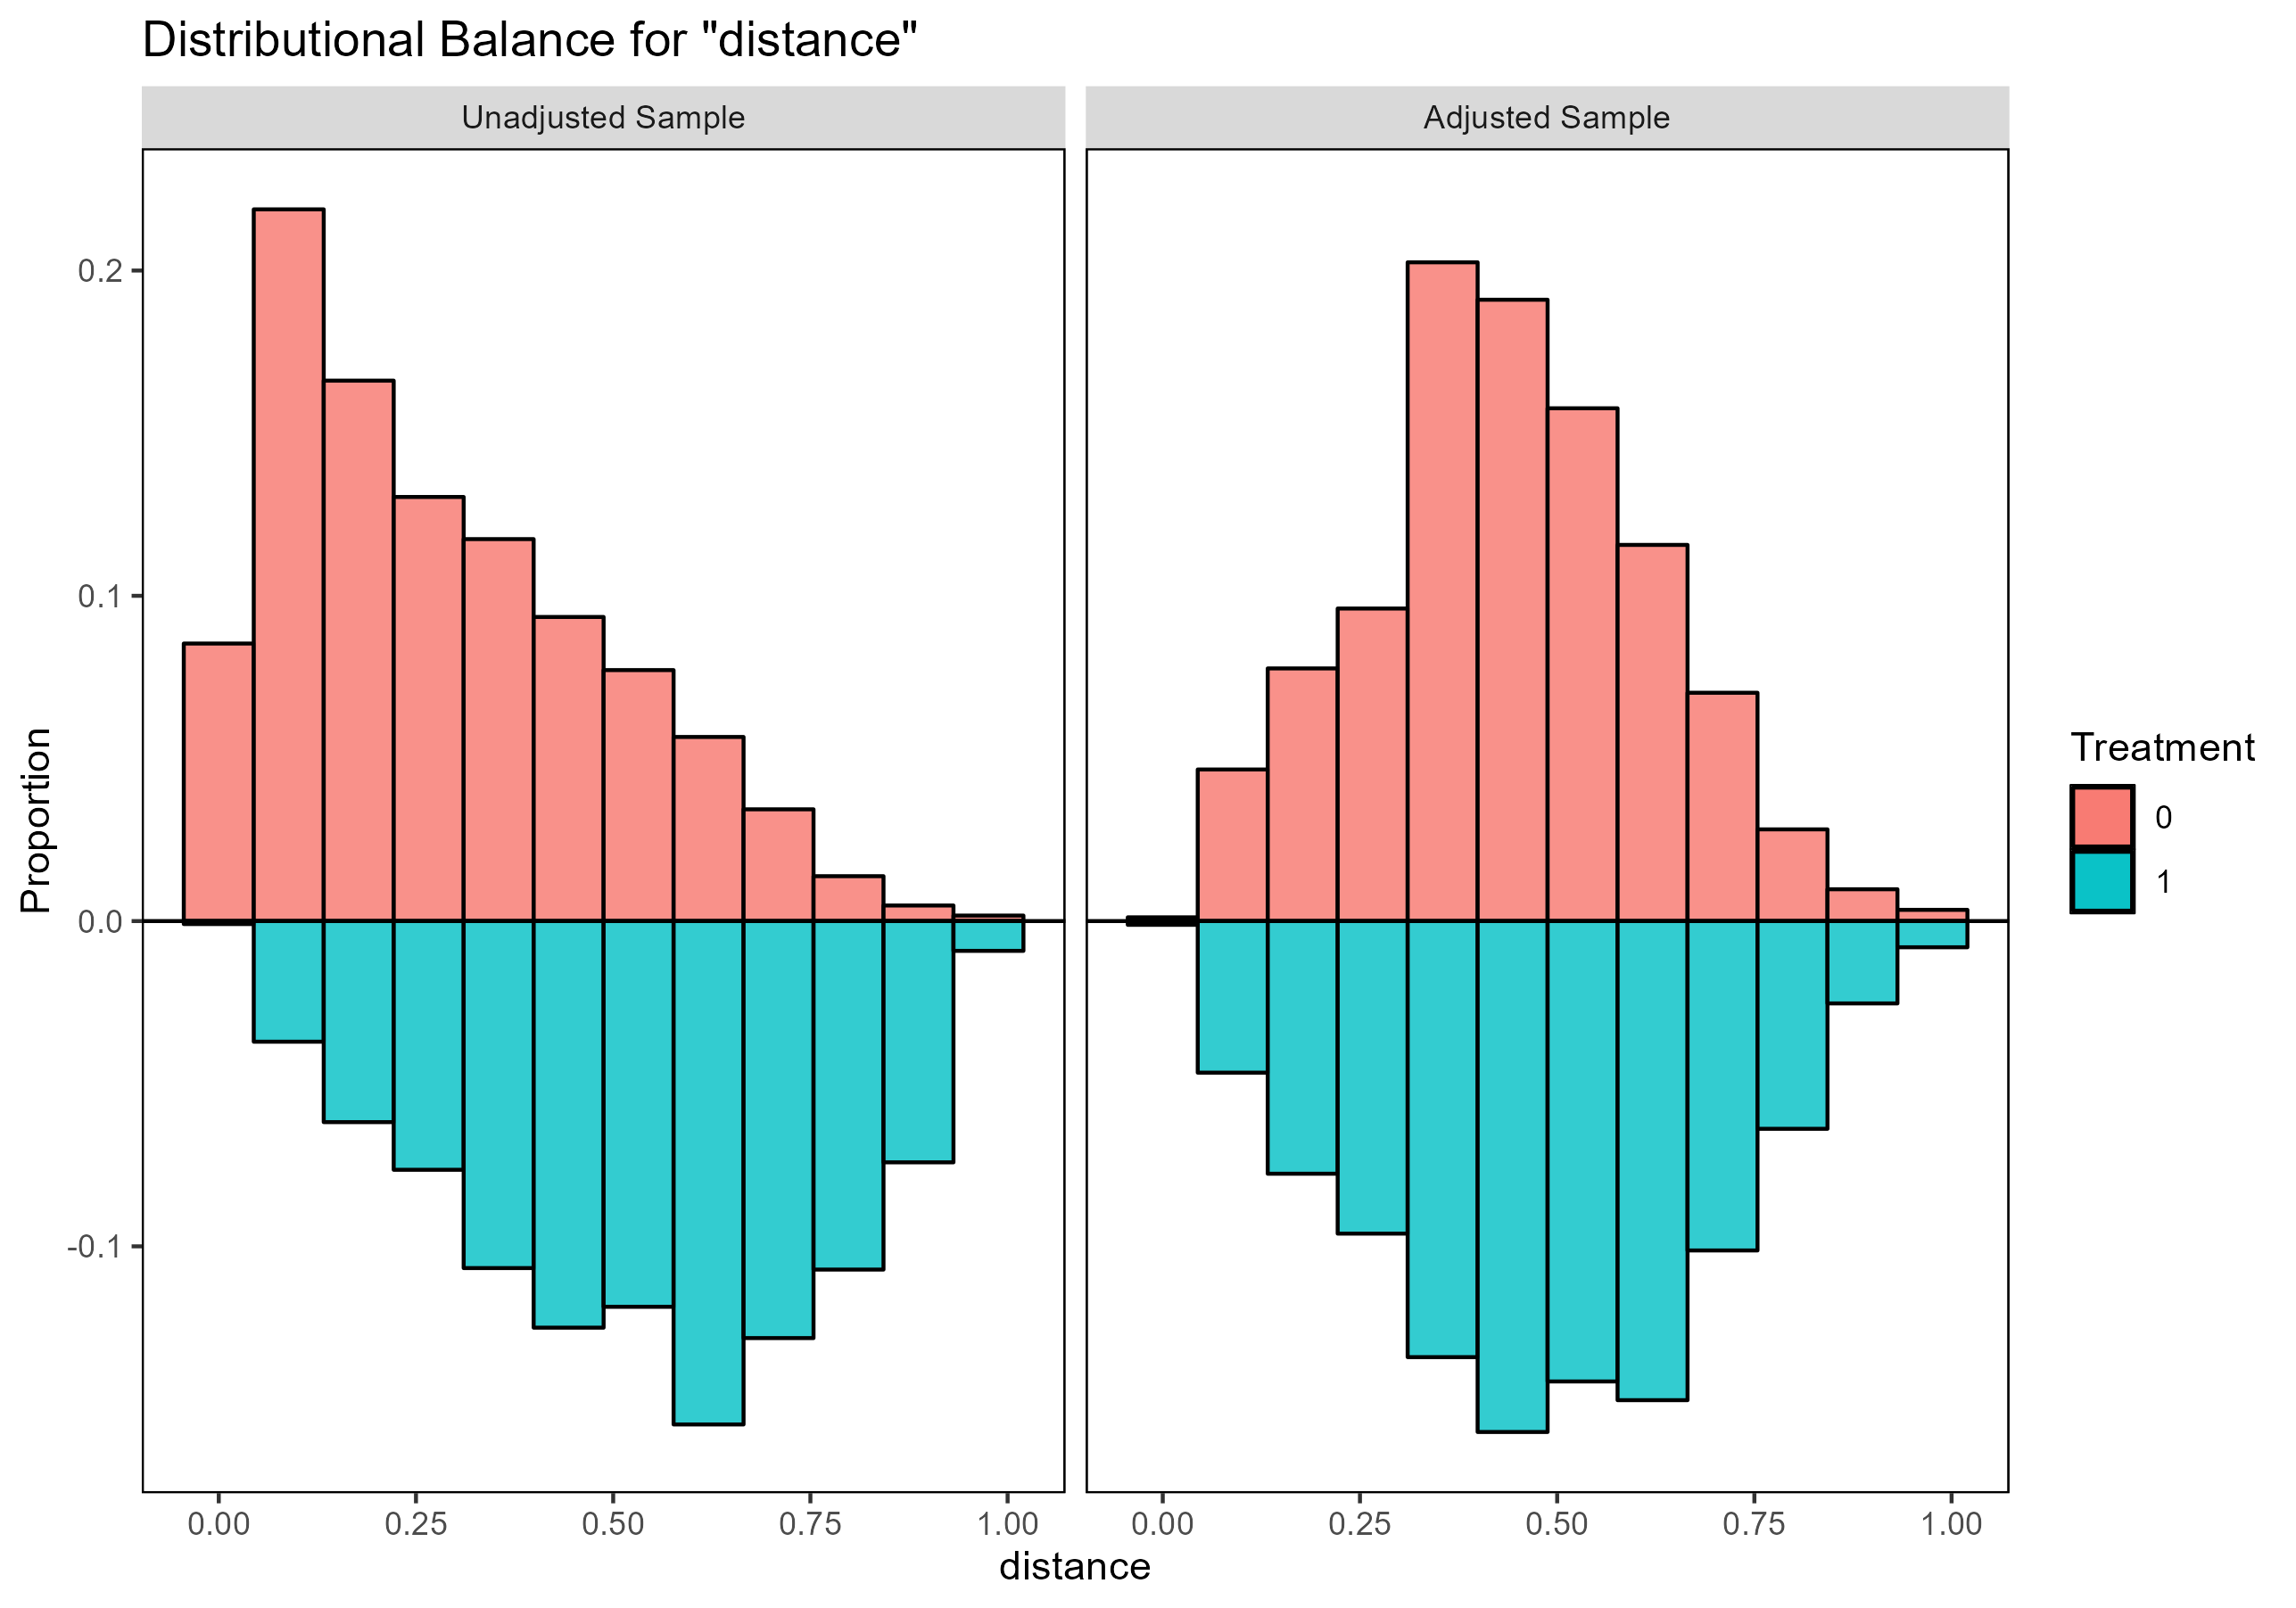 Distributional Balance for "distance"
Unadjusted Sample
Adjusted Sample
0.2
0.1
0.0
-0.1
Proportion
0.00 0.25 0.50 0.75 1.00
0.00 0.25 0.50 0.75 1.00
distance
Treatment
0
1